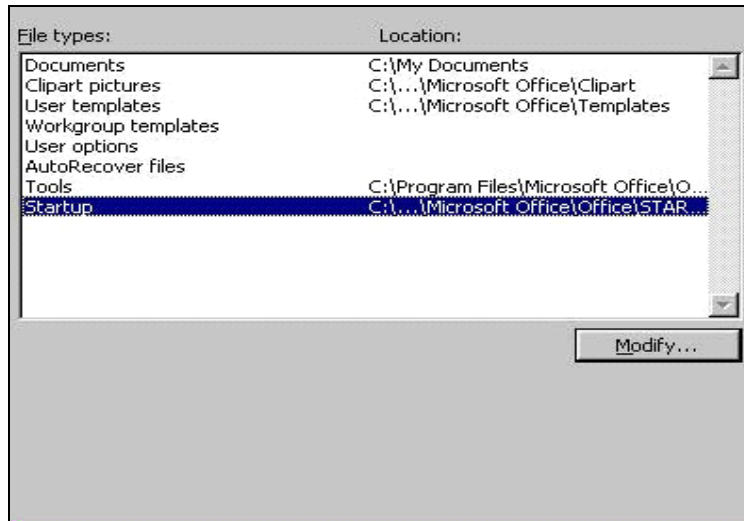 File types: Location:
Documents C:\My Documents
Clipart pictures C:\...\Microsoft Office\Clipart
User templates C:\...\Microsoft Office\Templates
Workgroup templates
User options
AutoRecover files
Tools C:\Program Files\Microsoft Office\O...
Startup C:\...\Microsoft Office\Office\STAR...
Modify...